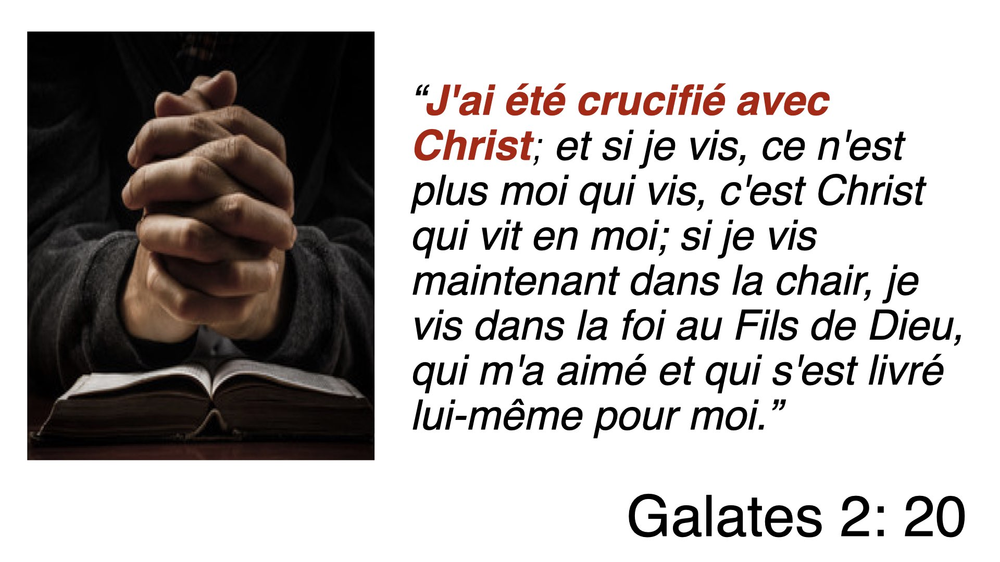 “J'ai été crucifié avec
Christ; et si je vis, ce n'est
plus moi qui vis, c'est Christ
qui vit en moi; si je vis
maintenant dans la chair, je
vis dans la foi au Fils de Dieu,
qui m'a aimé et qui s'est livré
lui-même pour moi.”
Galates 2: 20